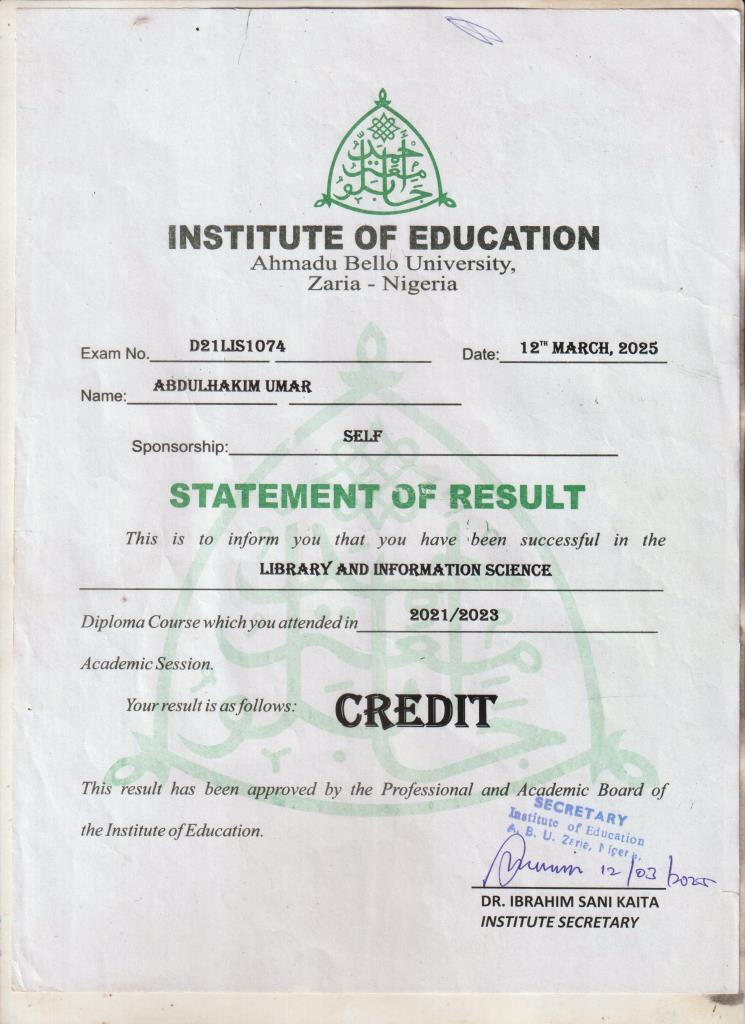 INSTITUTE OF EDUCATION
Ahmadu Bello University,
Zaria - Nigeria
Exam No. D21LIS1074 Date: 12TH MARCH, 2025
Name: ABDULHAKIM UMAR
Sponsorship: SELF
STATEMENT OF RESULT
This is to inform you that you have been successful in the
LIBRARY AND INFORMATION SCIENCE
Diploma Course which you attended in 2021/2023
Academic Session.
Your result is as follows: CREDIT
This result has been approved by the Professional and Academic Board of
the Institute of Education.
SECRETARY
Institute of Education
A. B. U. Zaria, Nigeria.
12/03/2025
DR. IBRAHIM SANI KAITA
INSTITUTE SECRETARY